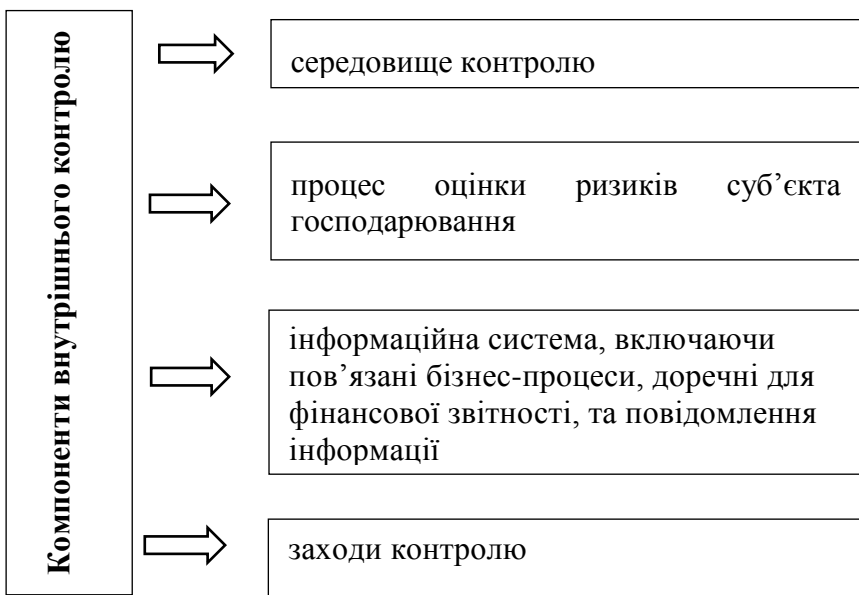 Компоненти внутрішнього контролю
середовище контролю
процес оцінки ризиків суб’єкта
господарювання
інформаційна система, включаючи
пов’язані бізнес-процеси, доречні для
фінансової звітності, та повідомлення
інформації
заходи контролю